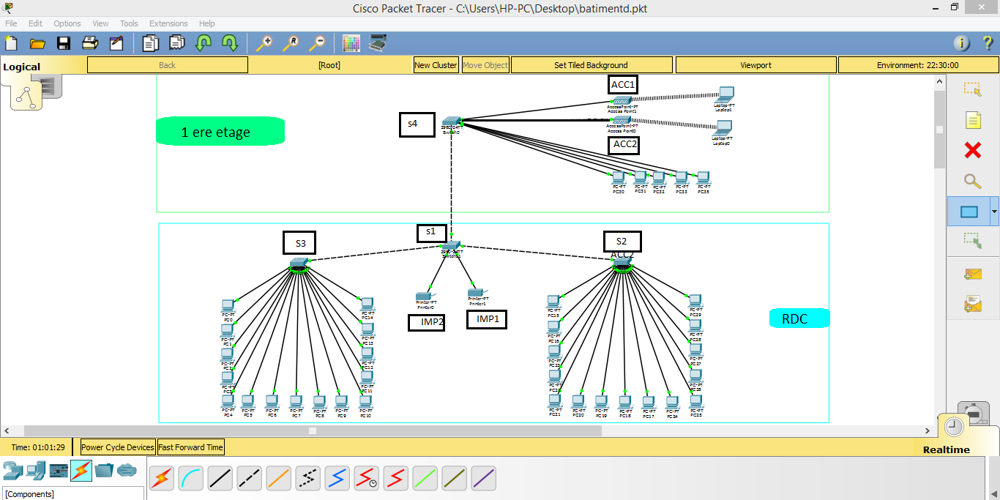 Cisco Packet Tracer - C:\Users\HP-PC\Desktop\batimentd.pkt
File Edit Options View Tools Extensions Help
Logical
Back
[Root]
New Cluster
Move Object
Set Tiled Background
Viewport
Environment: 22:30:00
ACC1
AccessPoint-PT
Access Point1
Laptop-PT
Laptop1
1 ere etage
s4
2960-24TT
Switch0
AccessPoint-PT
Access Point0
Laptop-PT
Laptop0
ACC2
PC-PT
PC30
PC-PT
PC31
PC-PT
PC32
PC-PT
PC33
PC-PT
PC35
s1
S3
S2
2960-24TT
ACC2
Printer-PT
Printer0
Printer-PT
Printer1
IMP2
IMP1
RDC
PC-PT
PC0
PC-PT
PC1
PC-PT
PC-PT
PC-PT
PC4
PC-PT
PC5
PC-PT
PC6
PC-PT
PC7
PC-PT
PC8
PC-PT
PC9
PC-PT
PC10
PC-PT
PC11
PC-PT
PC12
PC-PT
PC13
PC-PT
PC14
PC-PT
PC15
PC-PT
PC16
PC-PT
PC-PT
PC-PT
PC21
PC-PT
PC20
PC-PT
PC19
PC-PT
PC18
PC-PT
PC17
PC-PT
PC24
PC-PT
PC25
PC-PT
PC26
PC-PT
PC27
PC-PT
PC28
PC-PT
PC29
Time: 01:01:29
Power Cycle Devices
Fast Forward Time
Realtime
[Components]